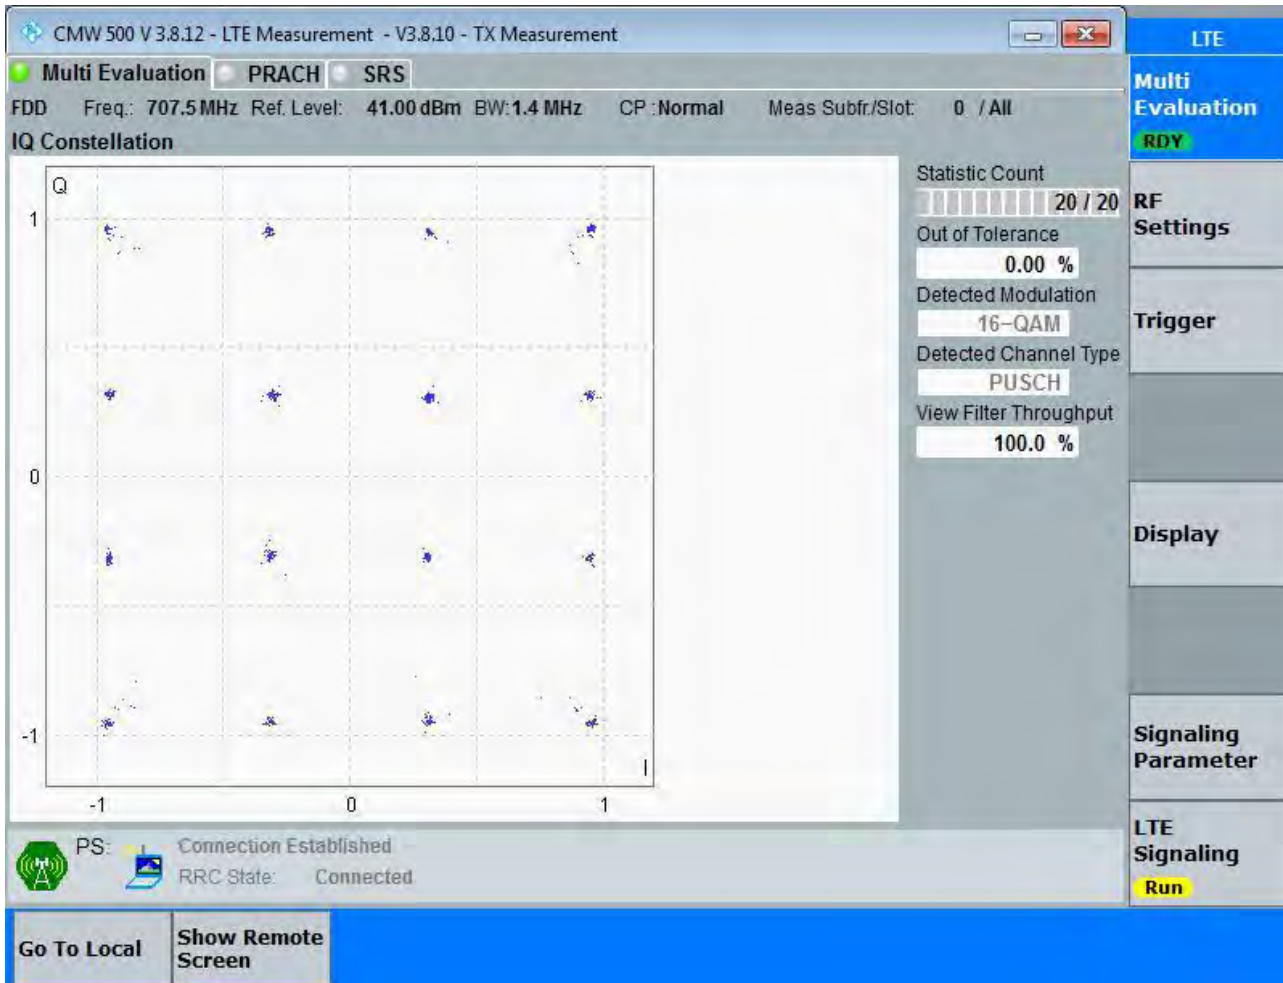 CMW 500 V 3.8.12 - LTE Measurement - V3.8.10 - TX Measurement
LTE
Multi Evaluation PRACH SRS
FDD Freq.: 707.5 MHz Ref. Level: 41.00 dBm BW: 1.4 MHz CP : Normal Meas Subfr./Slot: 0 / All
IQ Constellation
Q
1
0
-1
I
-1
0
1
Statistic Count
20 / 20
Out of Tolerance
0.00 %
Detected Modulation
16-QAM
Detected Channel Type
PUSCH
View Filter Throughput
100.0 %
Multi
Evaluation
RDY
RF
Settings
Trigger
Display
Signaling
Parameter
LTE
Signaling
Run
PS: Connection Established
RRC State: Connected
Go To Local
Show Remote
Screen